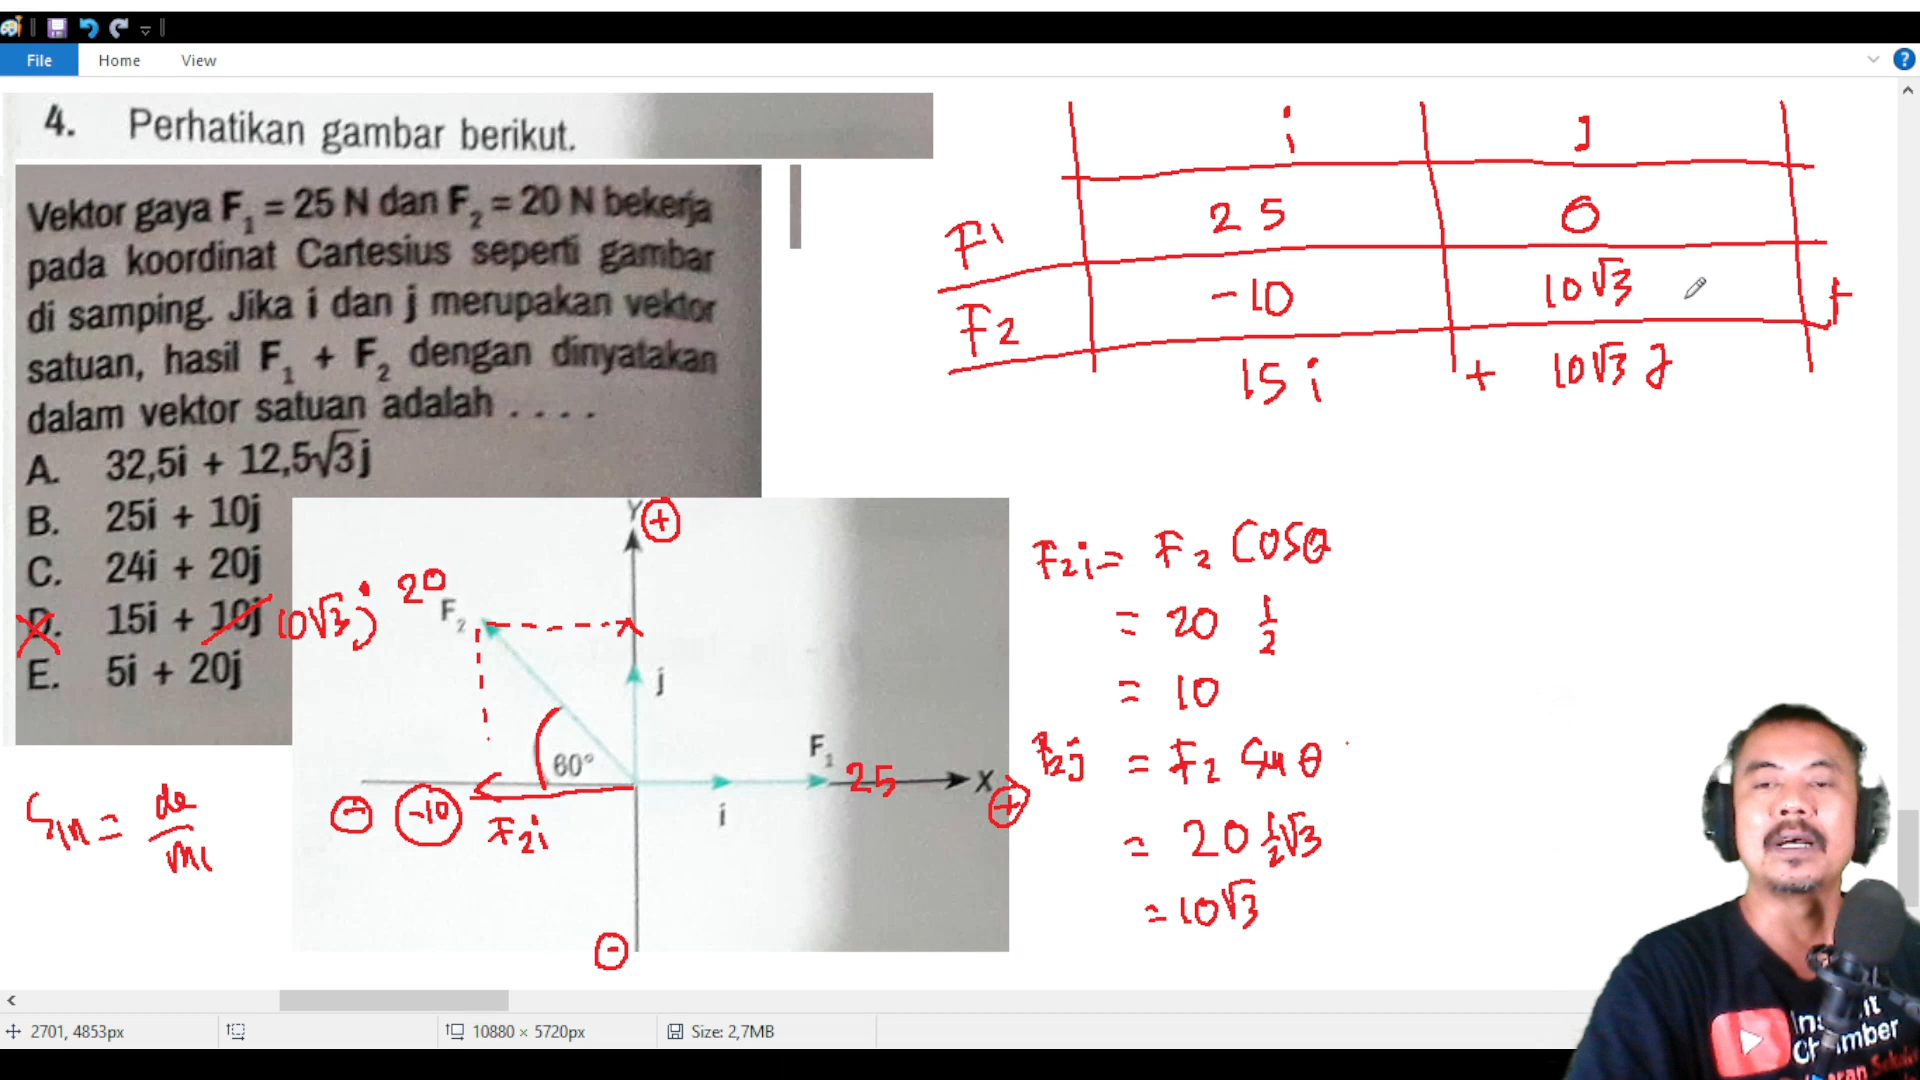 File Home View
4. Perhatikan gambar berikut.
Vektor gaya F₁ = 25 N dan F₂ = 20 N bekerja
pada koordinat Cartesius seperti gambar
di samping. Jika i dan j merupakan vektor
satuan, hasil F₁ + F₂ dengan dinyatakan
dalam vektor satuan adalah . . . .
A. 32,5i + 12,5√3j
B. 25i + 10j
C. 24i + 20j
D. 15i + 10j 10√3 j
E. 5i + 20j
Y +
20
F₂
j
60°
F₁
25
X
+
i
-
-10
F2i
-
Sin = de
mi
i j
F1 25 0
F2 -10 10√3 +
15 i + 10√3 j
F2i = F2 Cosθ
= 20 1/2
= 10
F2j = F2 Sin θ
= 20 1/2√3
= 10√3
2701, 4853px
10880 × 5720px
Size: 2,7MB